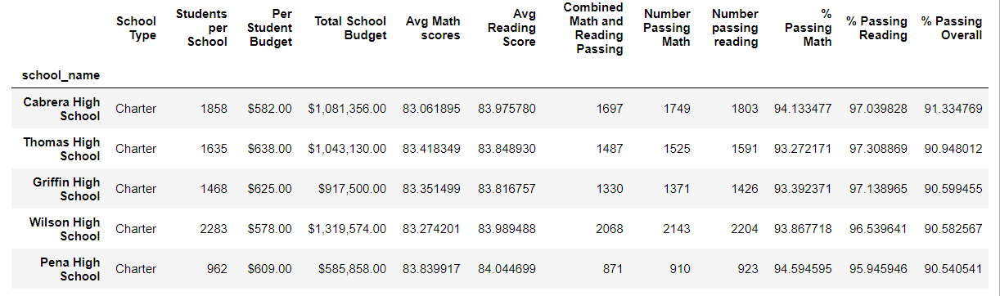 School Type Students per School Per Student Budget Total School Budget Avg Math scores Avg Reading Score Combined Math and Reading Passing Number Passing Math Number passing reading % Passing Math % Passing Reading % Passing Overall
school_name
Cabrera High School Charter 1858 $582.00 $1,081,356.00 83.061895 83.975780 1697 1749 1803 94.133477 97.039828 91.334769
Thomas High School Charter 1635 $638.00 $1,043,130.00 83.418349 83.848930 1487 1525 1591 93.272171 97.308869 90.948012
Griffin High School Charter 1468 $625.00 $917,500.00 83.351499 83.816757 1330 1371 1426 93.392371 97.138965 90.599455
Wilson High School Charter 2283 $578.00 $1,319,574.00 83.274201 83.989488 2068 2143 2204 93.867718 96.539641 90.582567
Pena High School Charter 962 $609.00 $585,858.00 83.839917 84.044699 871 910 923 94.594595 95.945946 90.540541